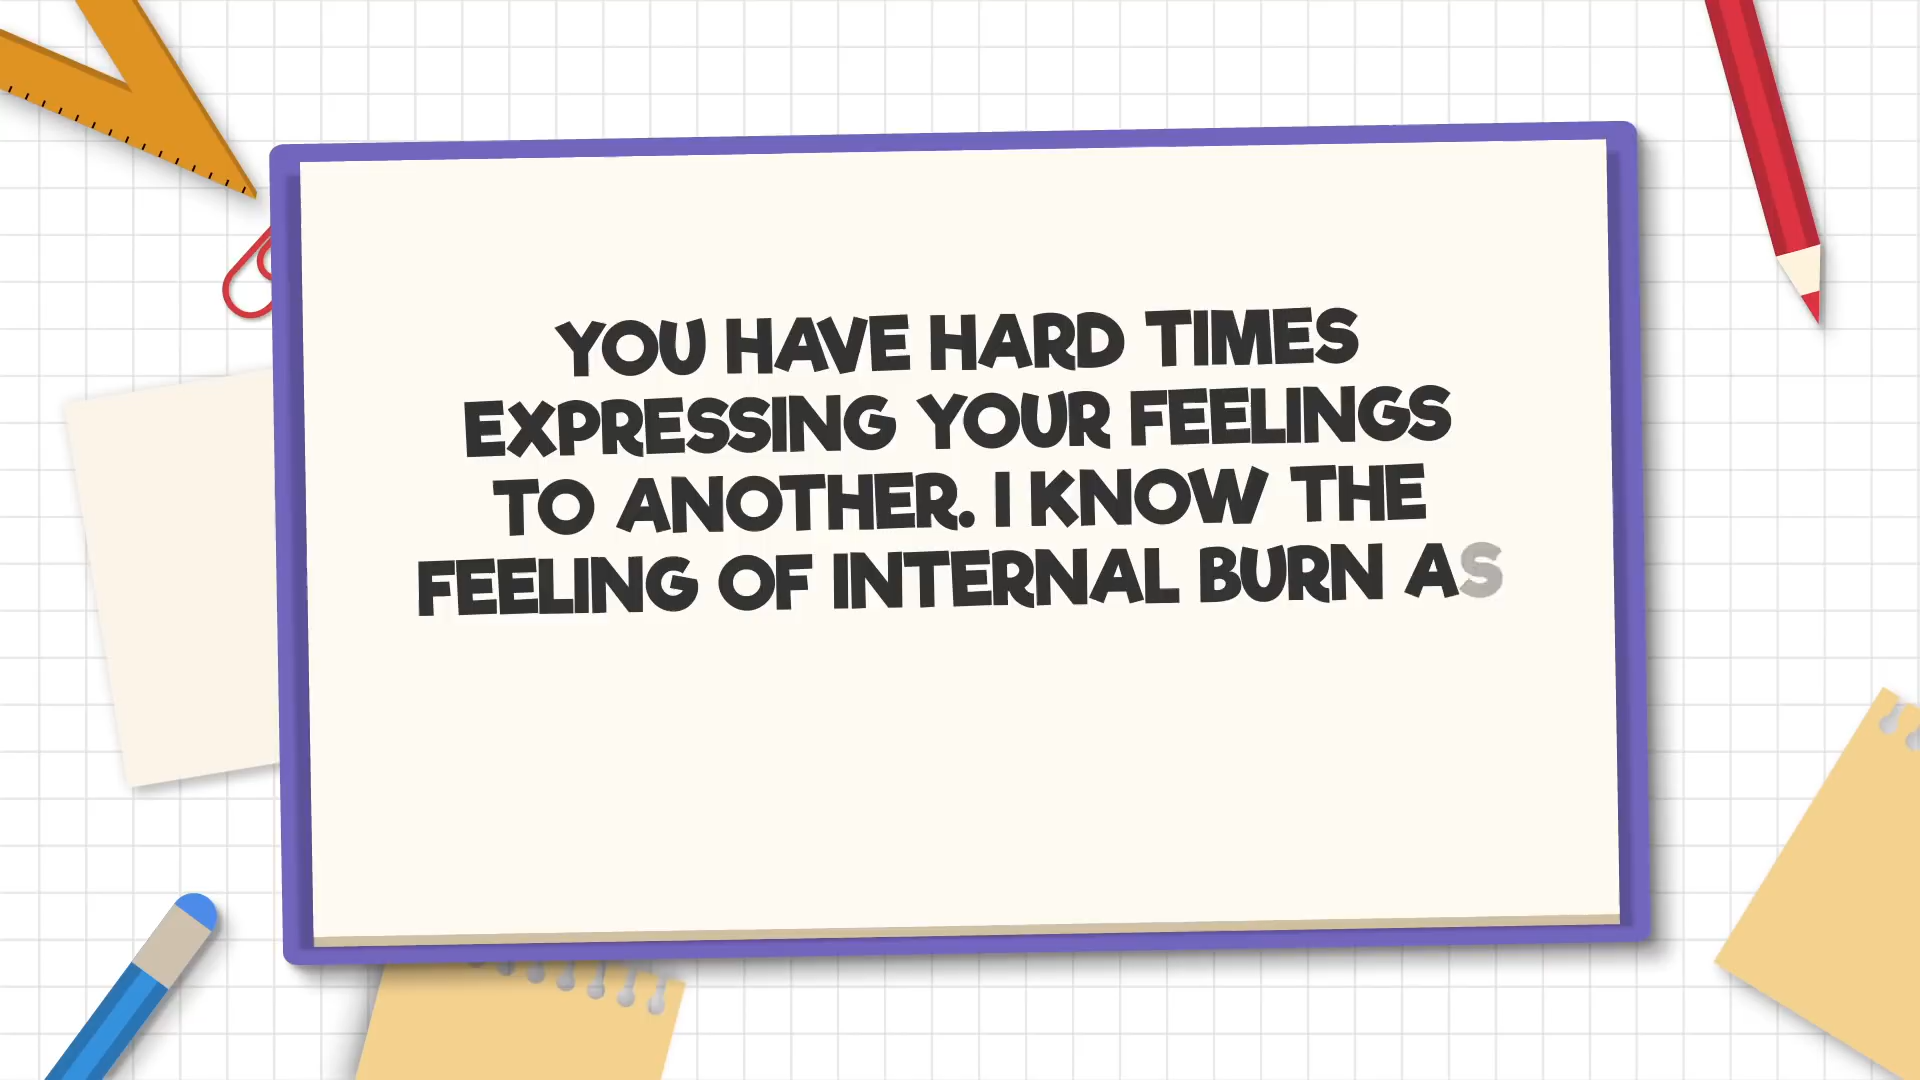 YOU HAVE HARD TIMES
EXPRESSING YOUR FEELINGS
TO ANOTHER. I KNOW THE
FEELING OF INTERNAL BURN AS